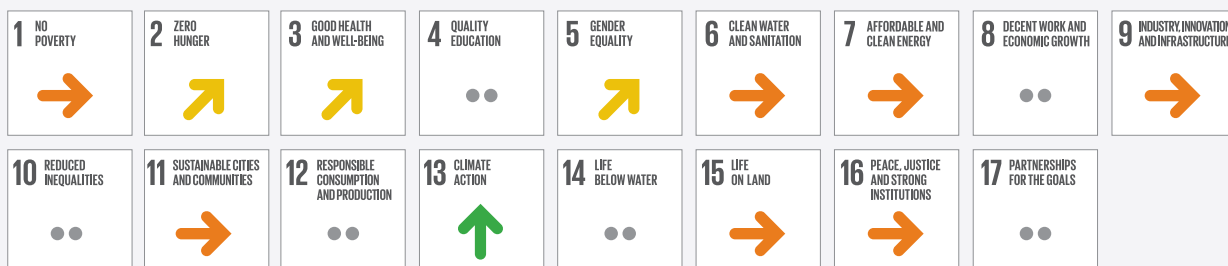 1 NO
POVERTY
2 ZERO
HUNGER
3 GOOD HEALTH
AND WELL-BEING
4 QUALITY
EDUCATION
5 GENDER
EQUALITY
6 CLEAN WATER
AND SANITATION
7 AFFORDABLE AND
CLEAN ENERGY
8 DECENT WORK AND
ECONOMIC GROWTH
9 INDUSTRY, INNOVATION
AND INFRASTRUCTURE
10 REDUCED
INEQUALITIES
11 SUSTAINABLE CITIES
AND COMMUNITIES
12 RESPONSIBLE
CONSUMPTION
AND PRODUCTION
13 CLIMATE
ACTION
14 LIFE
BELOW WATER
15 LIFE
ON LAND
16 PEACE, JUSTICE
AND STRONG
INSTITUTIONS
17 PARTNERSHIPS
FOR THE GOALS